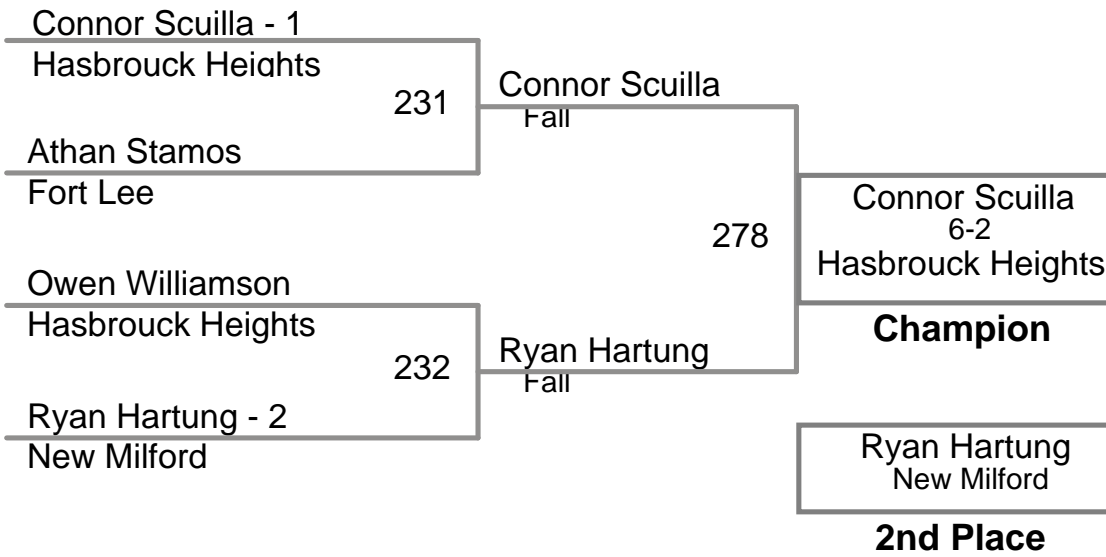 Connor Scuilla - 1
Hasbrouck Heights
231
Athan Stamos
Fort Lee
Connor Scuilla
Fall
Owen Williamson
Hasbrouck Heights
232
Ryan Hartung - 2
New Milford
Ryan Hartung
Fall
278
Connor Scuilla
6-2
Hasbrouck Heights
Champion
Ryan Hartung
New Milford
2nd Place